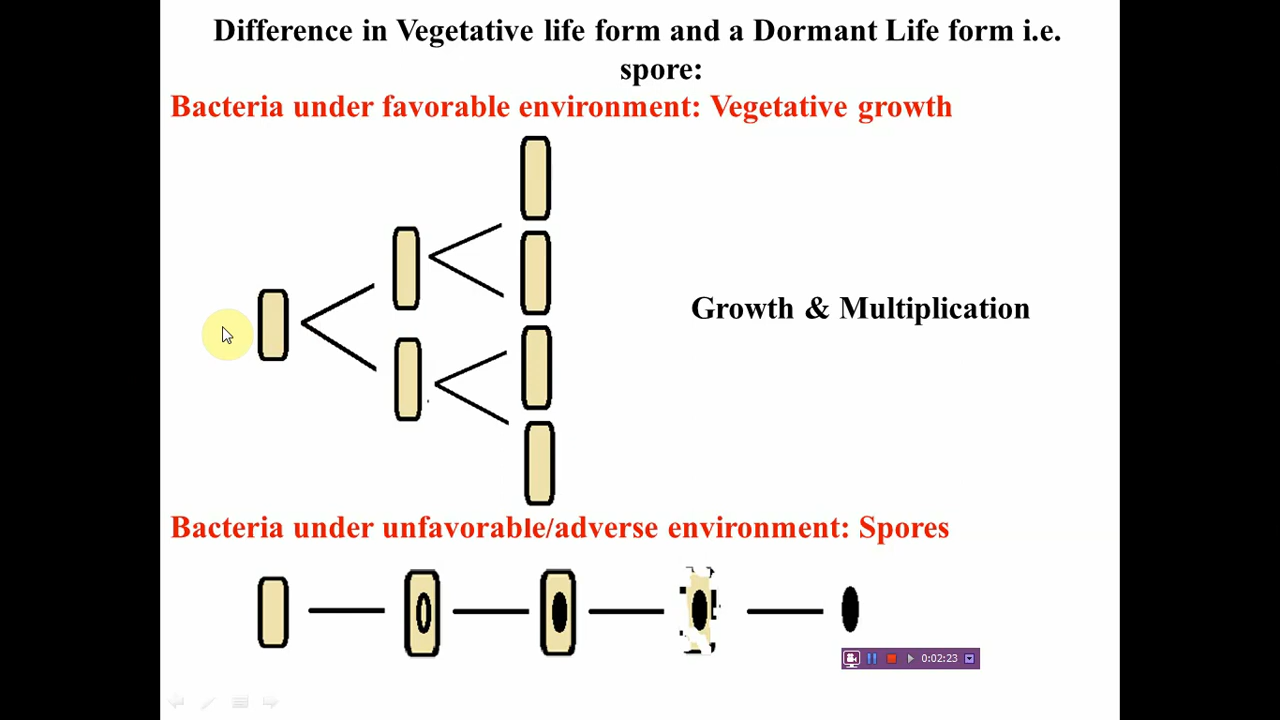 Difference in Vegetative life form and a Dormant Life form i.e.
spore:
Bacteria under favorable environment: Vegetative growth
Growth & Multiplication
Bacteria under unfavorable/adverse environment: Spores
0:02:23